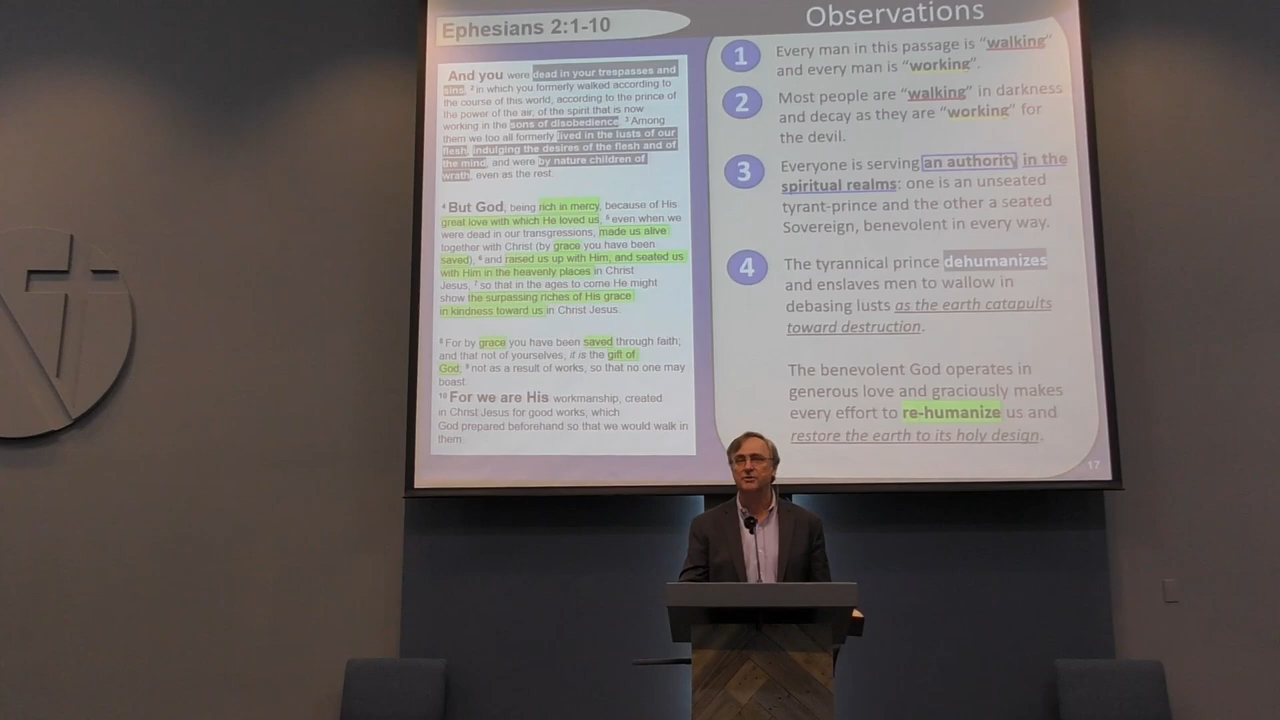 Ephesians 2:1-10
And you were dead in your trespasses and
sins, 2 in which you formerly walked according to
the course of this world, according to the prince of
the power of the air, of the spirit that is now
working in the sons of disobedience. 3 Among
them we too all formerly lived in the lusts of our
flesh, indulging the desires of the flesh and of
the mind, and were by nature children of
wrath, even as the rest.
4 But God, being rich in mercy, because of His
great love with which He loved us, 5 even when we
were dead in our transgressions, made us alive
together with Christ (by grace you have been
saved), 6 and raised us up with Him, and seated us
with Him in the heavenly places in Christ
Jesus, 7 so that in the ages to come He might
show the surpassing riches of His grace
in kindness toward us in Christ Jesus.
8 For by grace you have been saved through faith;
and that not of yourselves, it is the gift of
God; 9 not as a result of works, so that no one may
boast.
10 For we are His workmanship, created
in Christ Jesus for good works, which
God prepared beforehand so that we would walk in
them.
Observations
1 Every man in this passage is “walking”
and every man is “working”.
2 Most people are “walking” in darkness
and decay as they are “working” for
the devil.
3 Everyone is serving an authority in the
spiritual realms: one is an unseated
tyrant-prince and the other a seated
Sovereign, benevolent in every way.
4 The tyrannical prince dehumanizes
and enslaves men to wallow in
debasing lusts as the earth catapults
toward destruction.
The benevolent God operates in
generous love and graciously makes
every effort to re-humanize us and
restore the earth to its holy design.
17